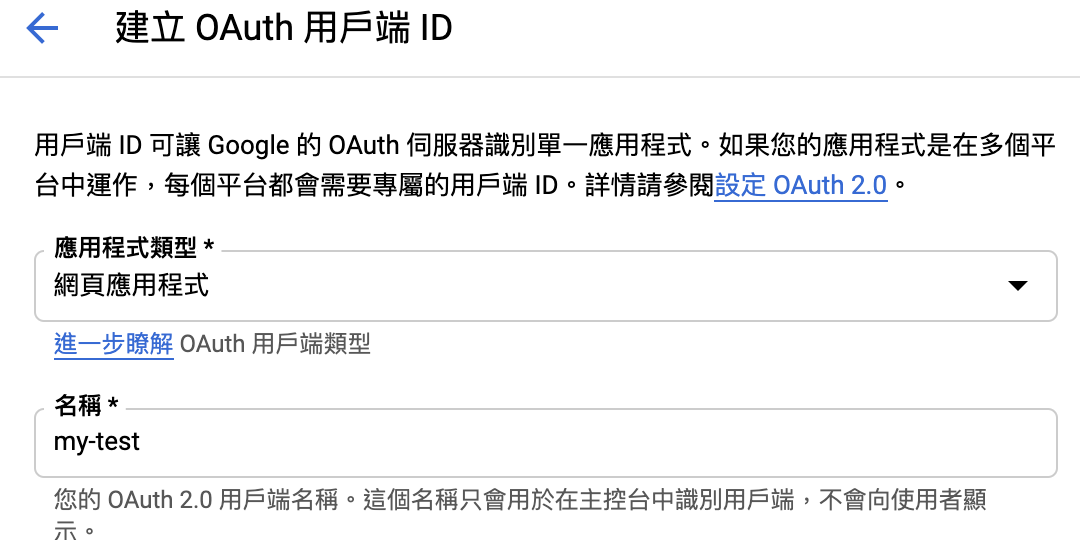 建立 OAuth 用戶端 ID
用戶端 ID 可讓 Google 的 OAuth 伺服器識別單一應用程式。如果您的應用程式是在多個平
台中運作，每個平台都會需要專屬的用戶端 ID。詳情請參閱設定 OAuth 2.0。
應用程式類型 *
網頁應用程式
進一步瞭解 OAuth 用戶端類型
名稱 *
my-test
您的 OAuth 2.0 用戶端名稱。這個名稱只會用於在主控台中識別用戶端，不會向使用者顯
示。